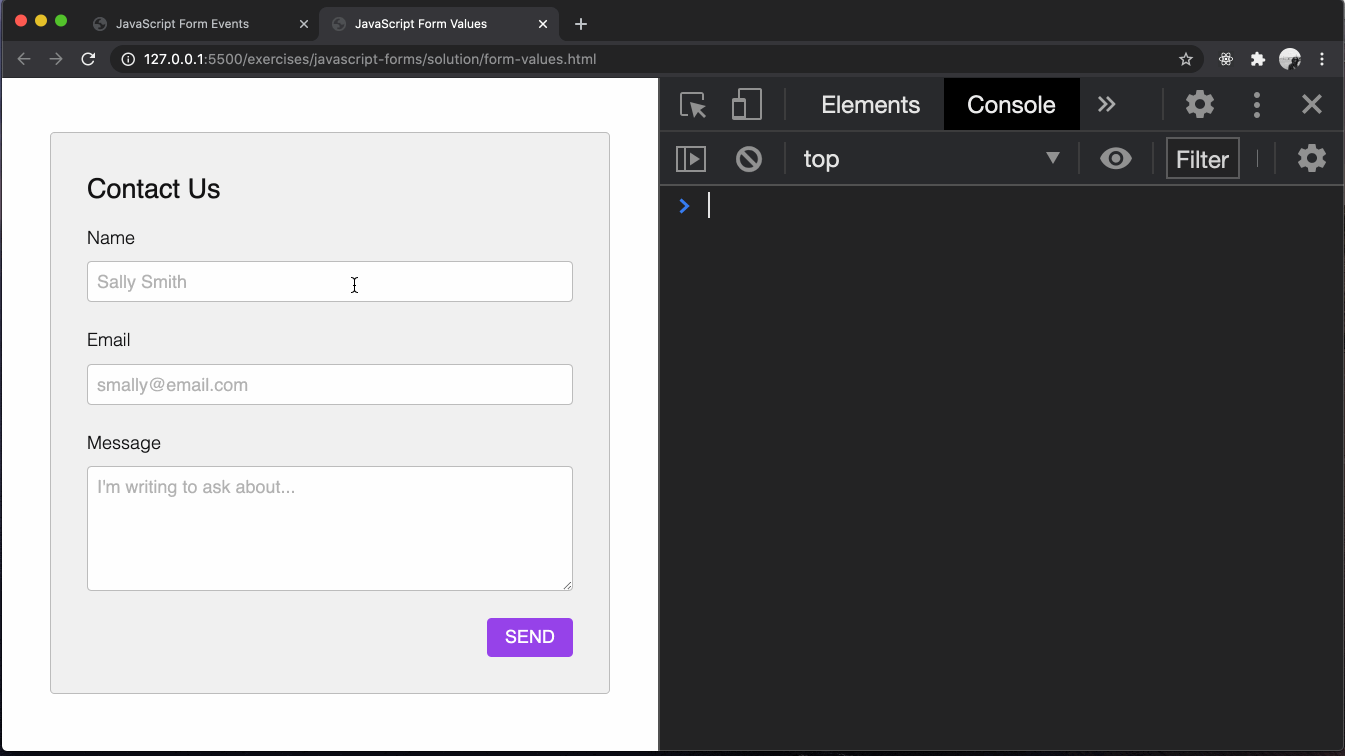 JavaScript Form Events
JavaScript Form Values
127.0.0.1:5500/exercises/javascript-forms/solution/form-values.html
Contact Us
Name
Sally Smith
Email
smally@email.com
Message
I'm writing to ask about...
SEND
Elements
Console
top
Filter